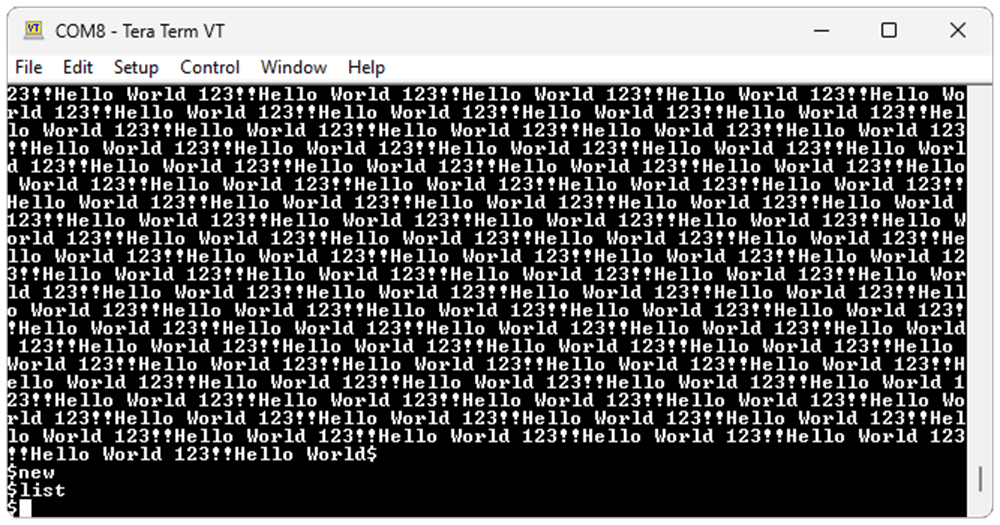 COM8 - Tera Term VT
File Edit Setup Control Window Help
23!!Hello World 123!!Hello World 123!!Hello World 123!!Hello World 123!!Hello Wo
rld 123!!Hello World 123!!Hello World 123!!Hello World 123!!Hello World 123!!Hel
lo World 123!!Hello World 123!!Hello World 123!!Hello World 123!!Hello World 123
!!Hello World 123!!Hello World 123!!Hello World 123!!Hello World 123!!Hello Worl
d 123!!Hello World 123!!Hello World 123!!Hello World 123!!Hello World 123!!Hello
 World 123!!Hello World 123!!Hello World 123!!Hello World 123!!Hello World 123!!
Hello World 123!!Hello World 123!!Hello World 123!!Hello World 123!!Hello World
123!!Hello World 123!!Hello World 123!!Hello World 123!!Hello World 123!!Hello W
orld 123!!Hello World 123!!Hello World 123!!Hello World 123!!Hello World 123!!He
llo World 123!!Hello World 123!!Hello World 123!!Hello World 123!!Hello World 12
3!!Hello World 123!!Hello World 123!!Hello World 123!!Hello World 123!!Hello Wor
ld 123!!Hello World 123!!Hello World 123!!Hello World 123!!Hello World 123!!Hell
o World 123!!Hello World 123!!Hello World 123!!Hello World 123!!Hello World 123!
!Hello World 123!!Hello World 123!!Hello World 123!!Hello World 123!!Hello World
 123!!Hello World 123!!Hello World 123!!Hello World 123!!Hello World 123!!Hello
World 123!!Hello World 123!!Hello World 123!!Hello World 123!!Hello World 123!!H
ello World 123!!Hello World 123!!Hello World 123!!Hello World 123!!Hello World 1
23!!Hello World 123!!Hello World 123!!Hello World 123!!Hello World 123!!Hello Wo
rld 123!!Hello World 123!!Hello World 123!!Hello World 123!!Hello World 123!!Hel
lo World 123!!Hello World 123!!Hello World 123!!Hello World 123!!Hello World 123
!!Hello World 123!!Hello World$
$new
$list
$